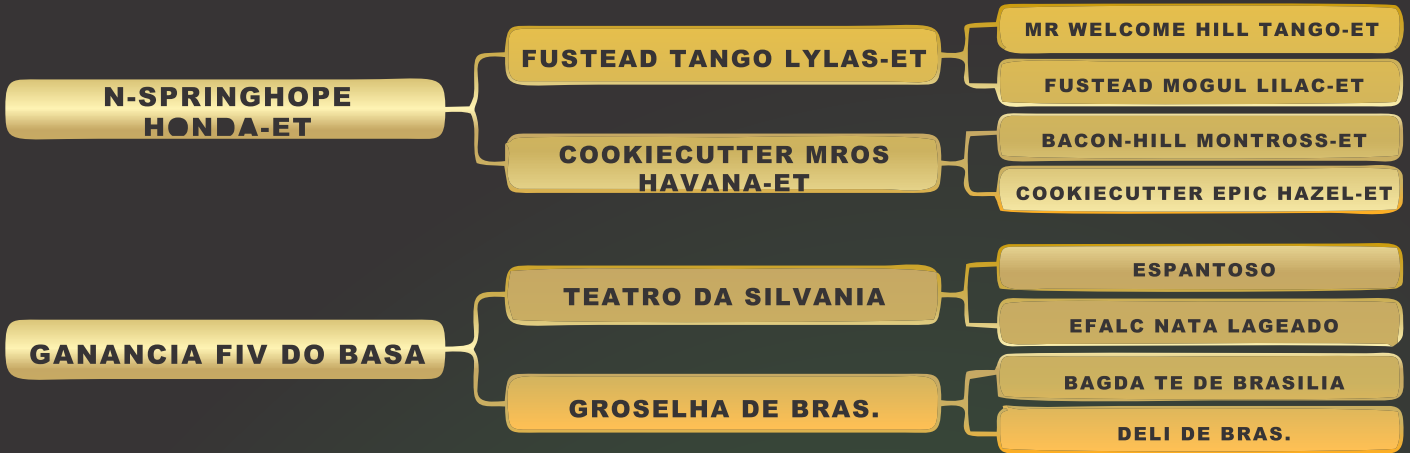 N-SPRINGHOPE
HONDA-ET
FUSTEAD TANGO LYLAS-ET
MR WELCOME HILL TANGO-ET
FUSTEAD MOGUL LILAC-ET
COOKIECUTTER MROS
HAVANA-ET
BACON-HILL MONTROSS-ET
COOKIECUTTER EPIC HAZEL-ET
GANANCIA FIV DO BASA
TEATRO DA SILVANIA
ESPANTOSO
EFALC NATA LAGEADO
GROSELHA DE BRAS.
BAGDA TE DE BRASILIA
DELI DE BRAS.